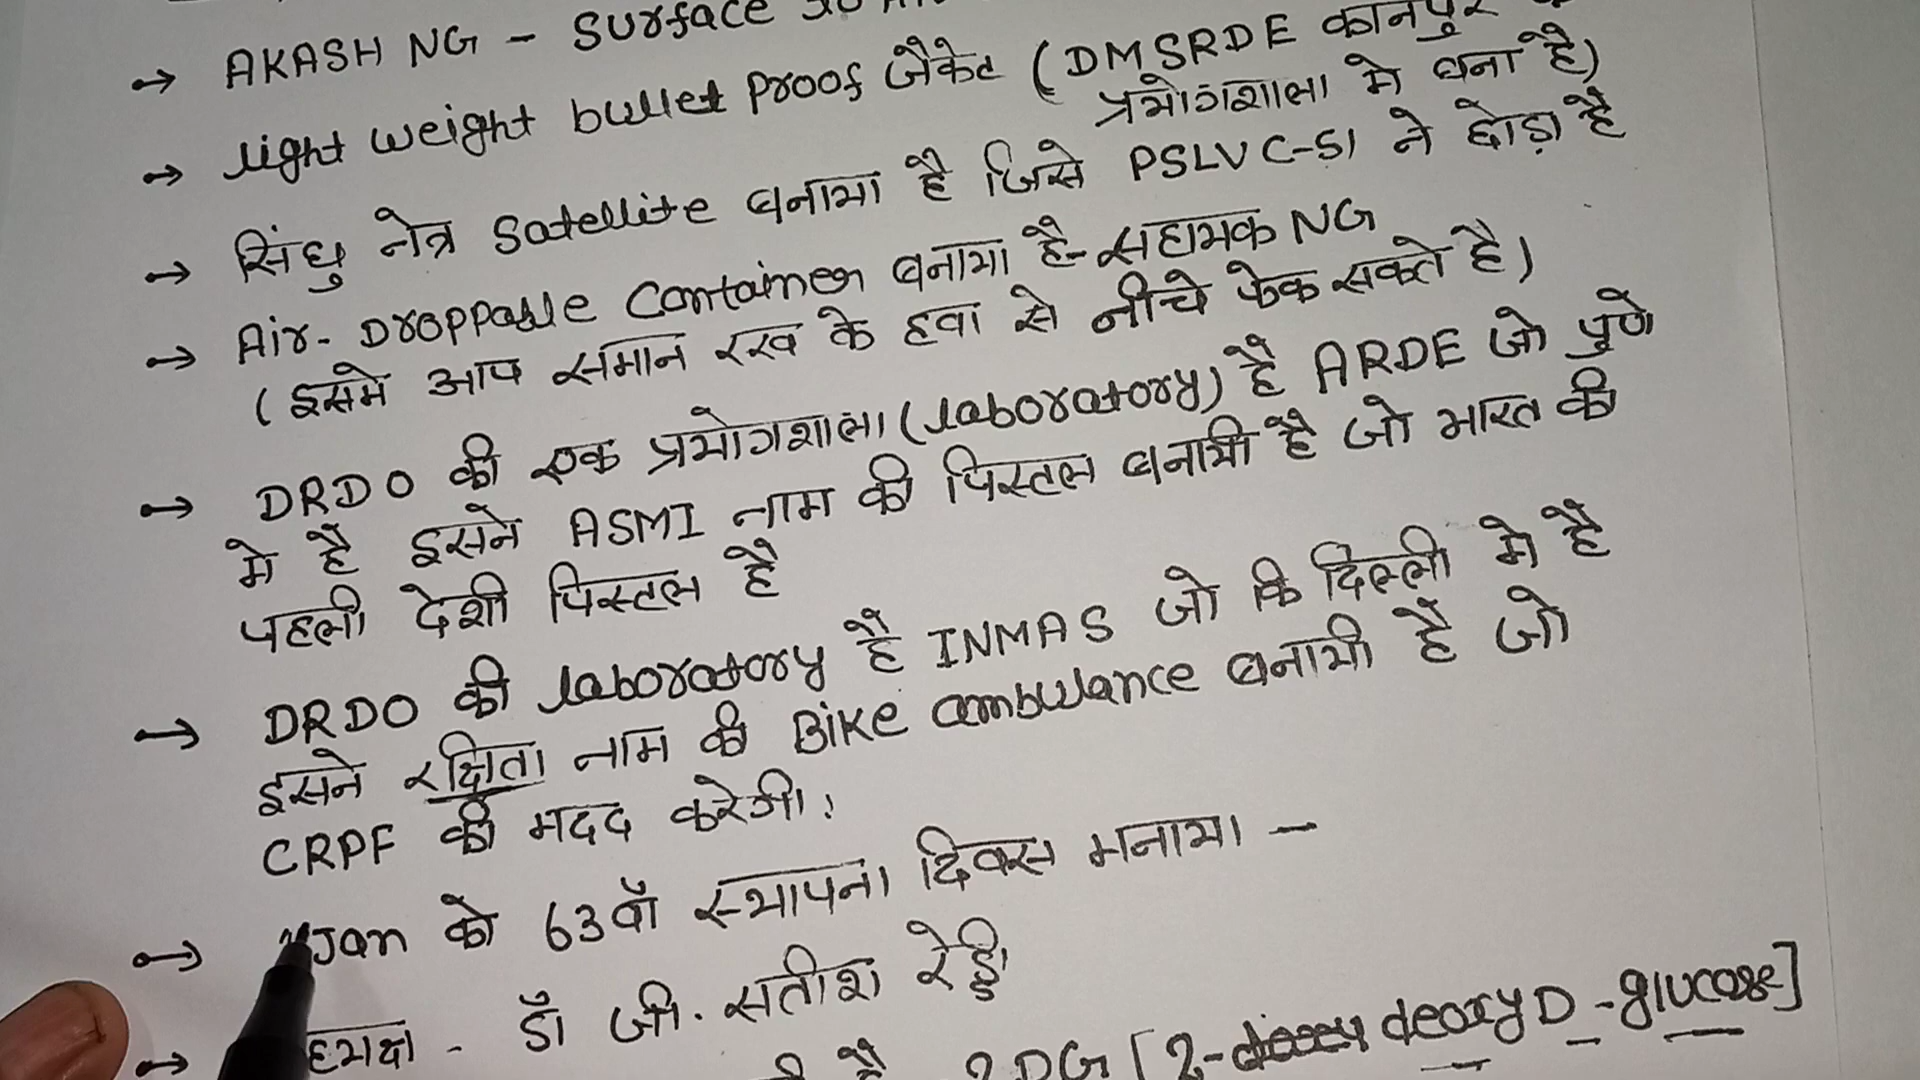 → AKASH NG - Surface
→ light weight bullet proof जैकेट (DMSRDE कानपुर
प्रयोगशाला मे बना है)
→ सिंधु नेत्र Satellite बनाया है जिसे PSLV C-51 ने छोड़ा है
→ Air-Droppable Container बनाया है- सहायक NG
(इसमे आप समान रख के हवा से नीचे फेक सकते है)
→ DRDO की एक प्रयोगशाला (laboratory) है ARDE जो पुणे
मे है इसने ASMI नाम की पिस्टल बनायी है जो भारत की
पहली देशी पिस्टल है
→ DRDO की laboratory है INMAS जो कि दिल्ली मे है
इसने रक्षिता नाम की Bike ambulance बनायी है जो
CRPF की मदद करेगी।
→ Jan को 63वाँ स्थापना दिवस मनाया -
→ - डॉ जी. सतीश रेड्डी
है 2DG [2- deoxy D-glucose]